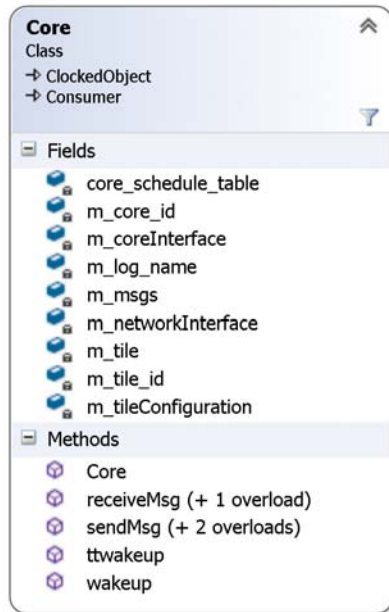 Core
Class
ClockedObject
Consumer
Fields
core_schedule_table
m_core_id
m_coreInterface
m_log_name
m_msgs
m_networkInterface
m_tile
m_tile_id
m_tileConfiguration
Methods
Core
receiveMsg (+ 1 overload)
sendMsg (+ 2 overloads)
ttwakeup
wakeup